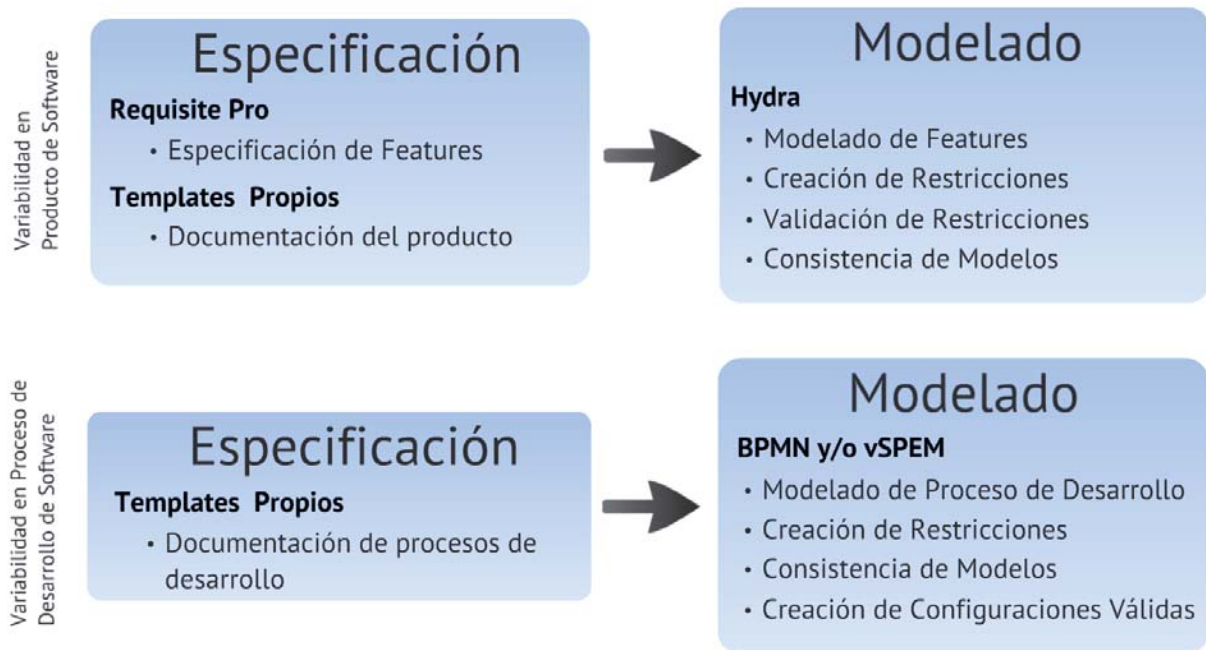 Variabilidad en
Producto de Software
Especificación
Requisite Pro
• Especificación de Features
Templates Propios
• Documentación del producto
Modelado
Hydra
• Modelado de Features
• Creación de Restricciones
• Validación de Restricciones
• Consistencia de Modelos
Variabilidad en Proceso de
Desarrollo de Software
Especificación
Templates Propios
• Documentación de procesos de
desarrollo
Modelado
BPMN y/o vSPEM
• Modelado de Proceso de Desarrollo
• Creación de Restricciones
• Consistencia de Modelos
• Creación de Configuraciones Válidas